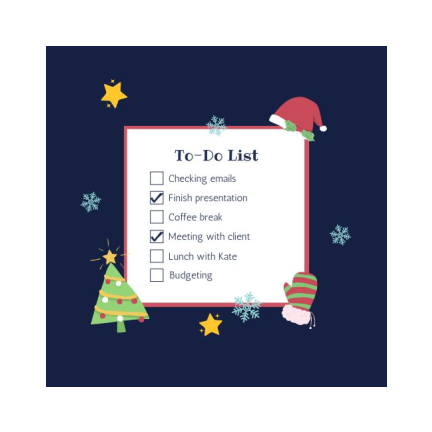 To-Do List
Checking emails
Finish presentation
Coffee break
Meeting with client
Lunch with Kate
Budgeting